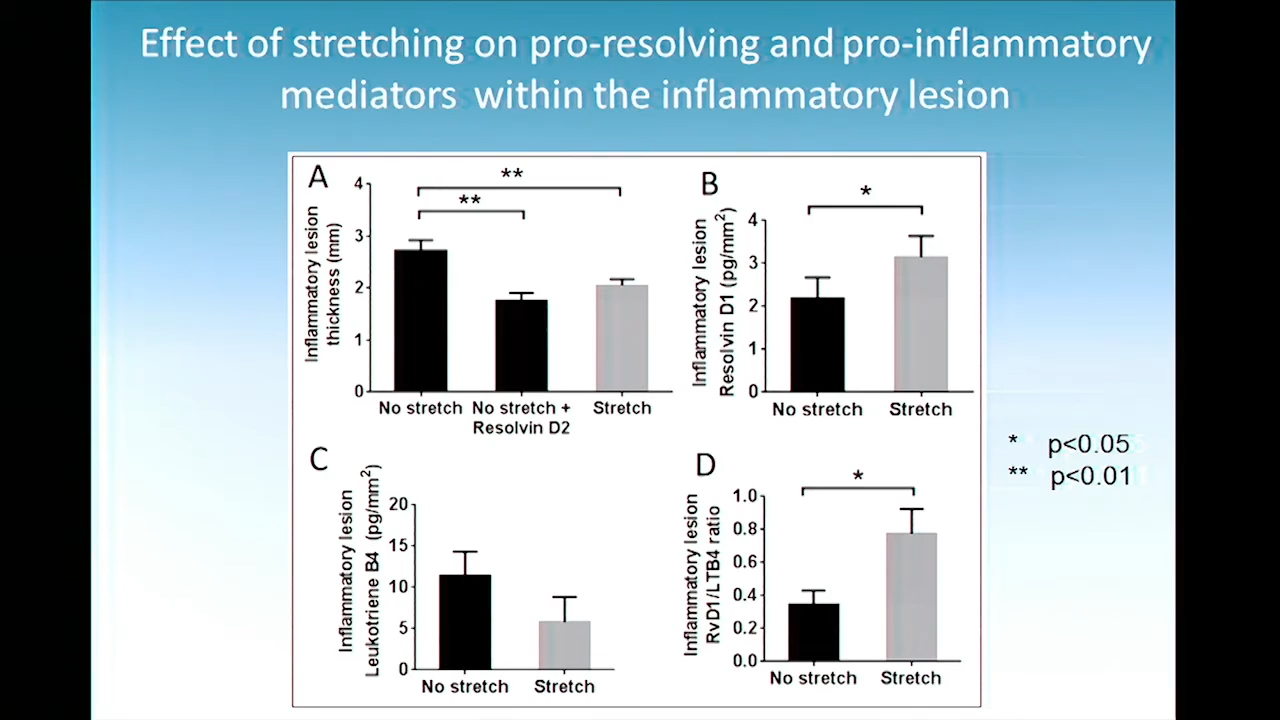 Effect of stretching on pro-resolving and pro-inflammatory
mediators within the inflammatory lesion
A
Inflammatory lesion
thickness (mm)
4
3
2
1
0
**
**
No stretch
No stretch +
Resolvin D2
Stretch
B
Inflammatory lesion
Resolvin D1 (pg/mm²)
4
3
2
1
0
*
No stretch
Stretch
* p<0.05
** p<0.01
C
Inflammatory lesion
Leukotriene B4 (pg/mm²)
20
15
10
5
0
No stretch
Stretch
D
Inflammatory lesion
RvD1/LTB4 ratio
1.0
0.8
0.6
0.4
0.2
0.0
*
No stretch
Stretch